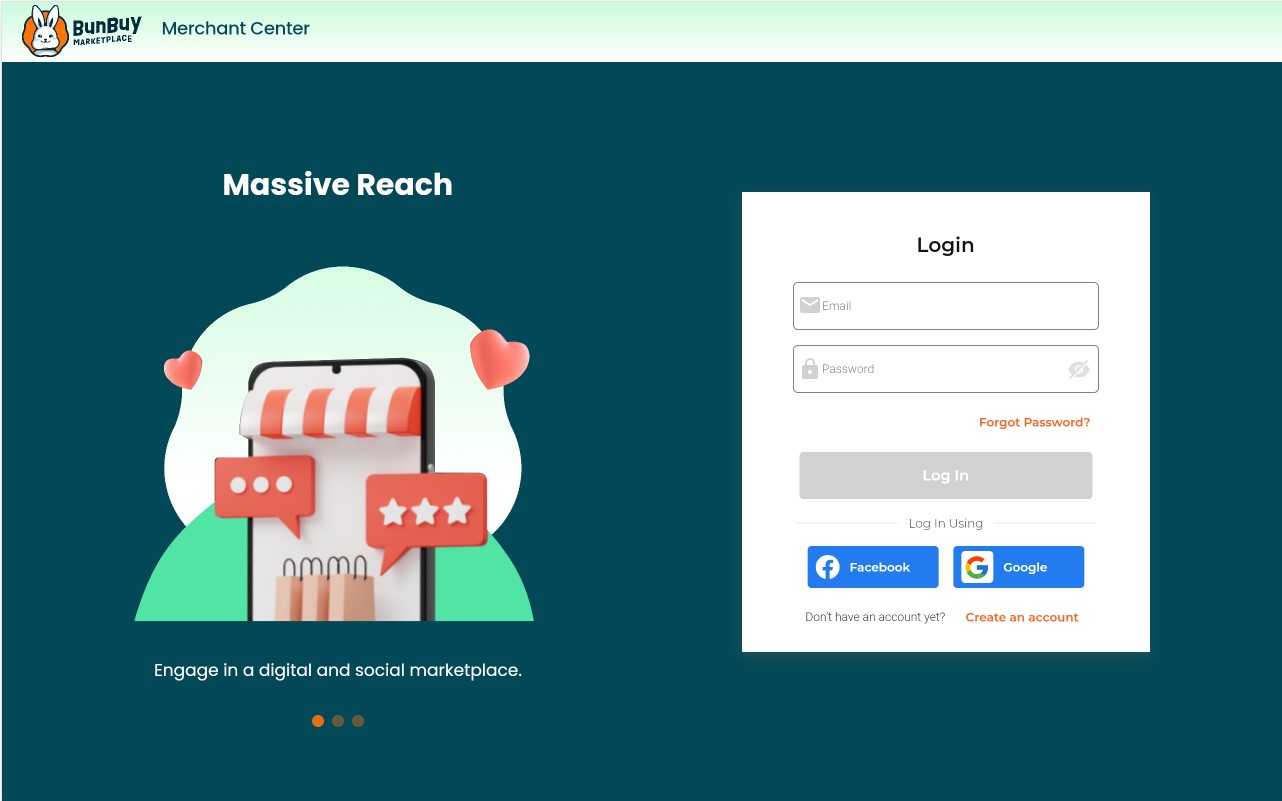 BunBuy
MARKETPLACE
Merchant Center
Massive Reach
Engage in a digital and social marketplace.
Login
Email
Password
Forgot Password?
Log In
Log In Using
Facebook
Google
Don't have an account yet? Create an account